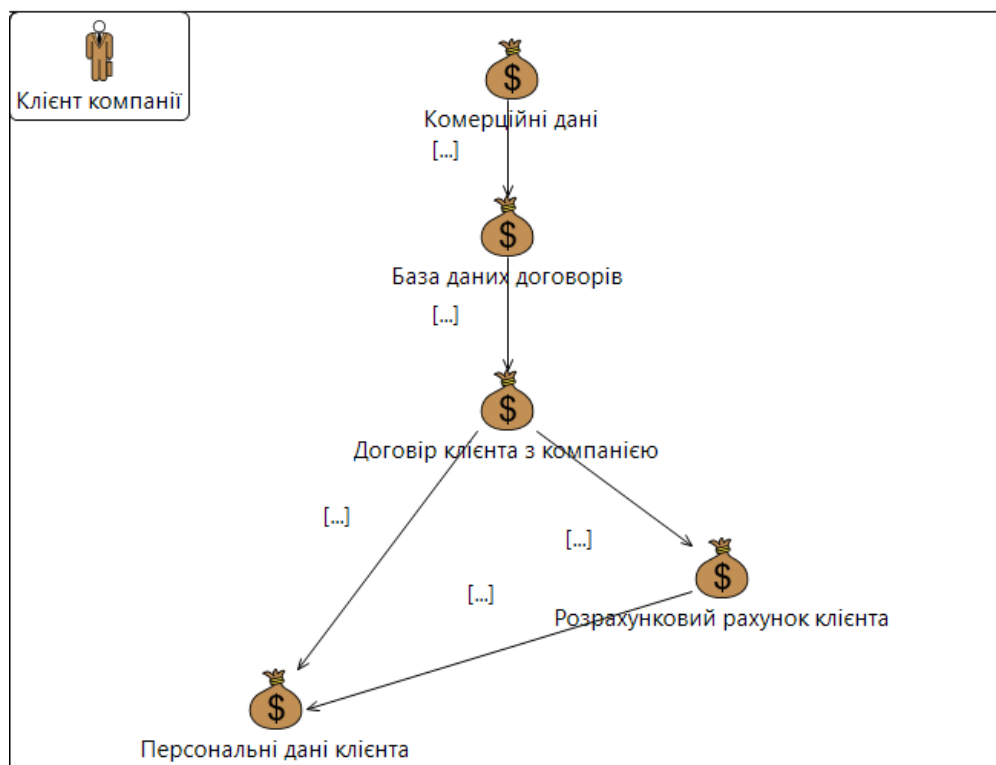 Клієнт компанії
$
Комерційні дані
[...]
$
База даних договорів
[...]
$
Договір клієнта з компанією
[...]
[...]
$
[...]
Розрахунковий рахунок клієнта
$
Персональні дані клієнта